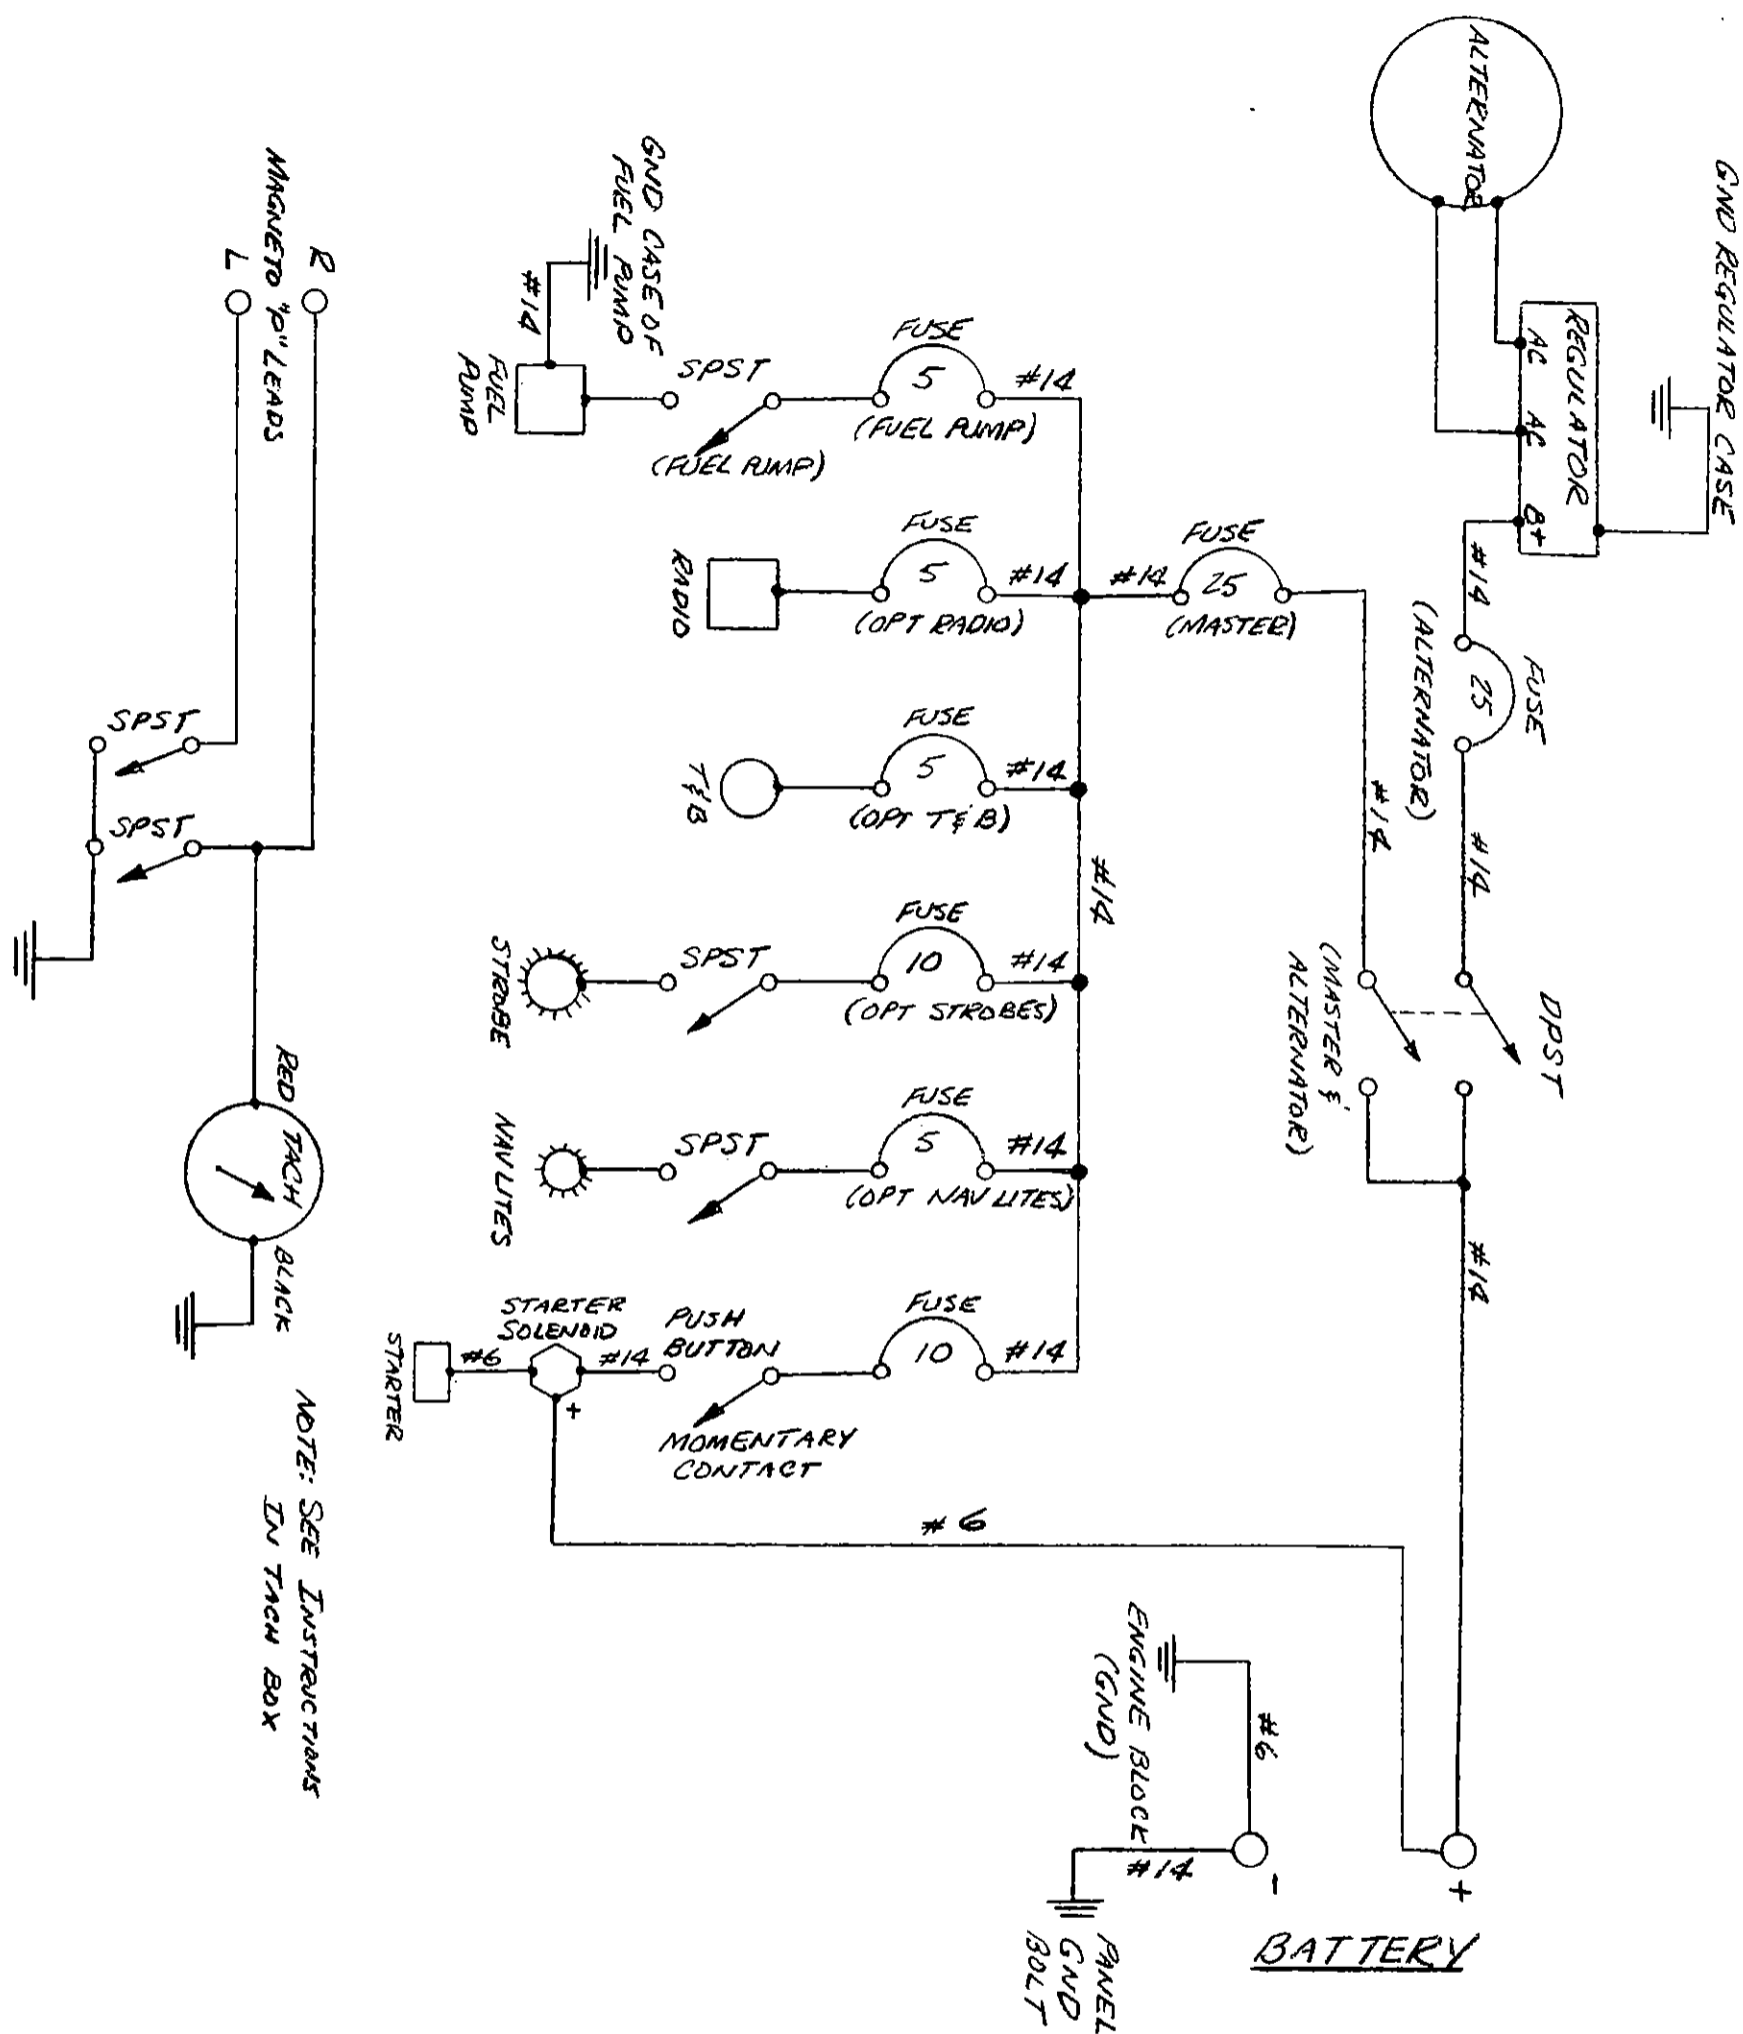 ALTERNATOR
GND REGULATOR CASE
REGULATOR
AC
AC
B+
#14
FUSE
25
(ALTERNATOR)
#14
DPST
(MASTER &
ALTERNATOR)
#14
#14
FUSE
25
(MASTER)
#14
#14
GND CASE OF
FUEL PUMP
#14
FUEL
PUMP
SPST
(FUEL PUMP)
FUSE
5
(FUEL PUMP)
#14
RADIO
FUSE
5
(OPT RADIO)
#14
T&B
FUSE
5
(OPT T&B)
#14
STROBE
SPST
FUSE
10
(OPT STROBES)
#14
NAV LITES
SPST
FUSE
5
(OPT NAV LITES)
#14
STARTER
#6
STARTER
SOLENOID
+
#14
PUSH
BUTTON
MOMENTARY
CONTACT
FUSE
10
#14
#6
ENGINE BLOCK
(GND)
#6
#14
-
+
PANEL
GND
BOLT
BATTERY
MAGNETO "P" LEADS
R
L
SPST
SPST
RED
TACH
BLACK
NOTE: SEE INSTRUCTIONS
IN TACH BOX